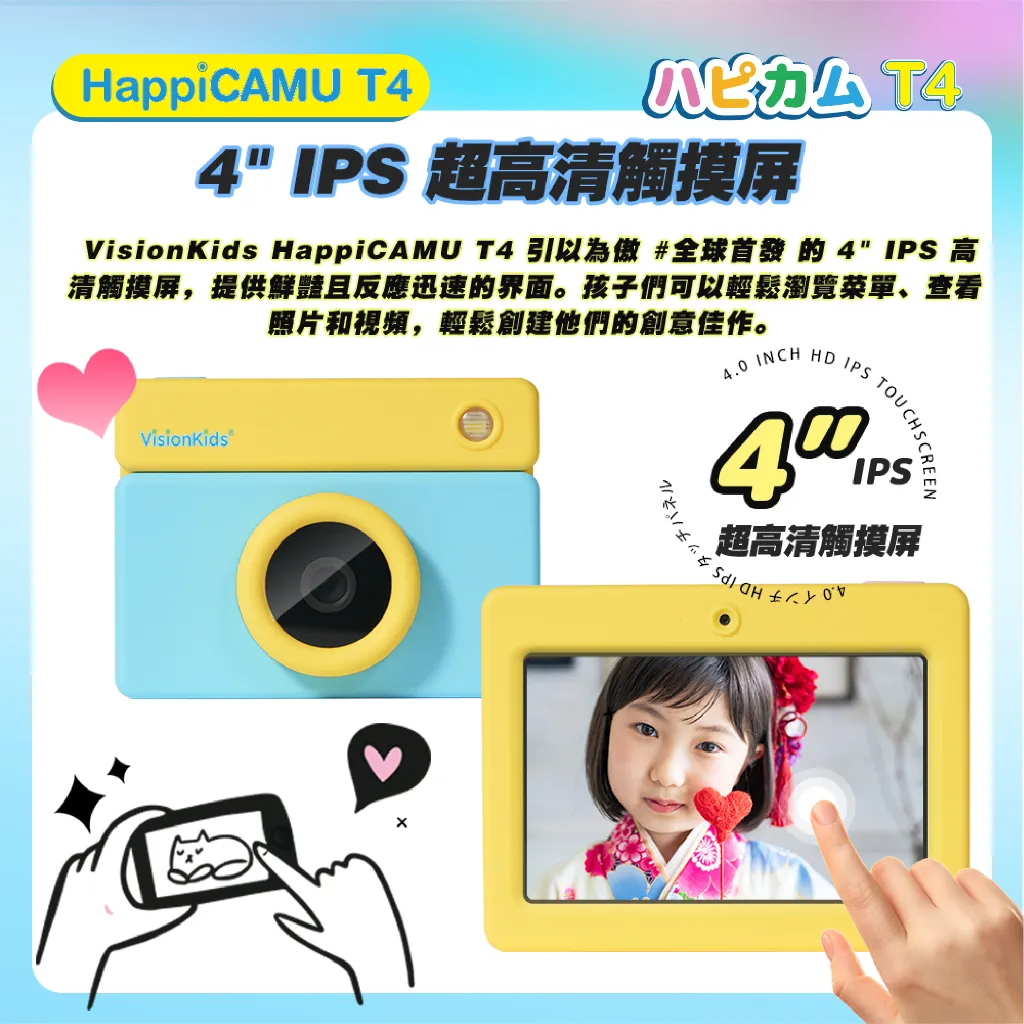 HappiCAMU T4
ハピカム T4
4" IPS 超高清觸摸屏
VisionKids HappiCAMU T4 引以為傲 #全球首發 的 4" IPS 高
清觸摸屏，提供鮮豔且反應迅速的界面。孩子們可以輕鬆瀏覽菜單、查看
照片和視頻，輕鬆創建他們的創意佳作。
4.0 INCH HD IPS TOUCHSCREEN
4" IPS
超高清觸摸屏
4.0 インチ HD IPS タッチパネル
VisionKids®